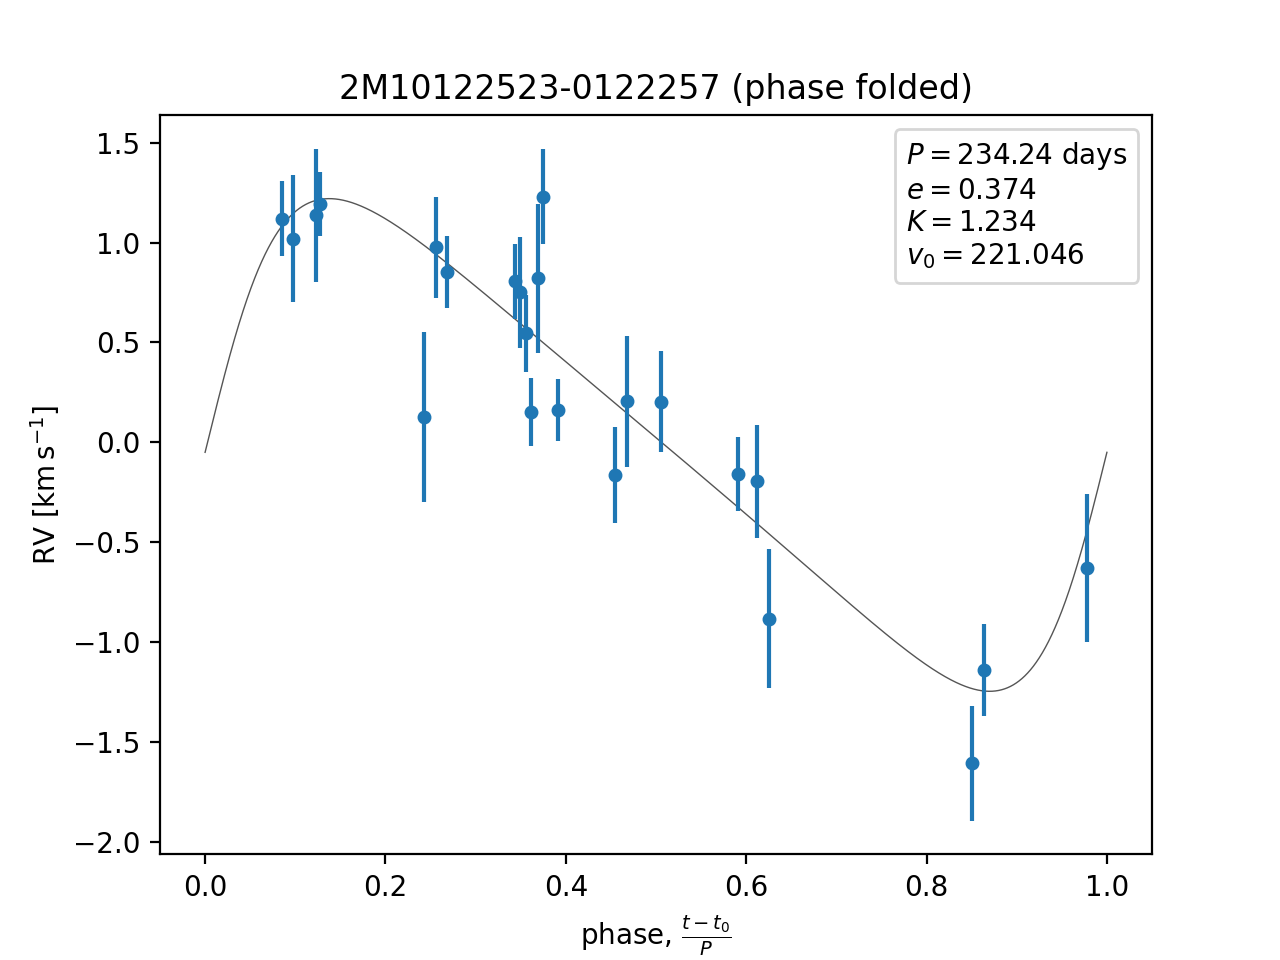 2M10122523-0122257 (phase folded)
P = 234.24 days
e = 0.374
K = 1.234
v₀ = 221.046
1.5
1.0
0.5
0.0
−0.5
−1.0
−1.5
−2.0
RV [km s⁻¹]
0.0 0.2 0.4 0.6 0.8 1.0
phase, (t − t₀)/P